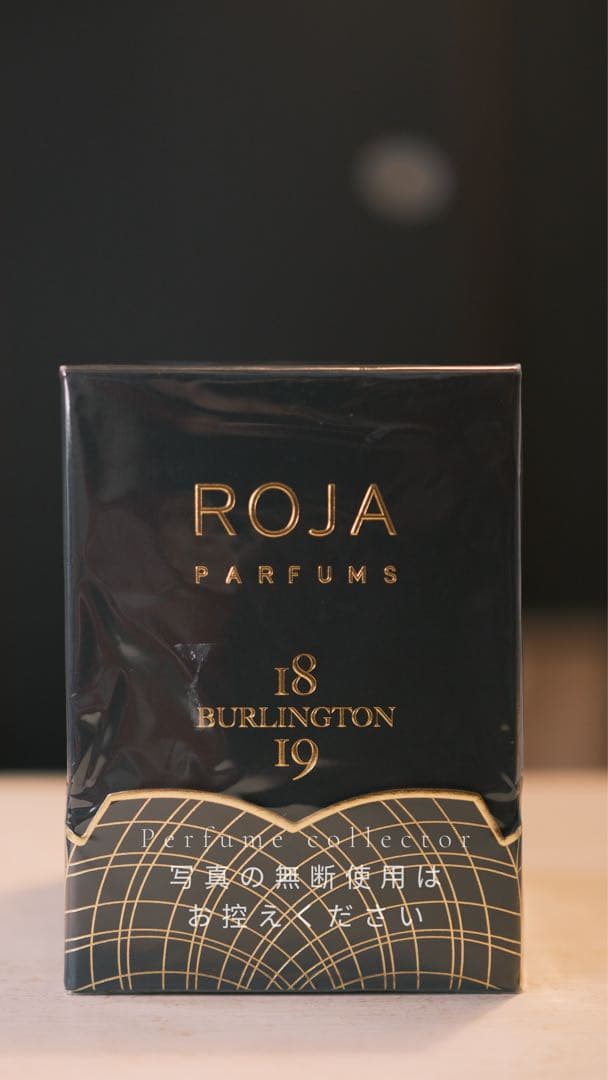 ROJA
PARFUMS
18
BURLINGTON
19
Perfume collector
写真の無断使用は
お控えください